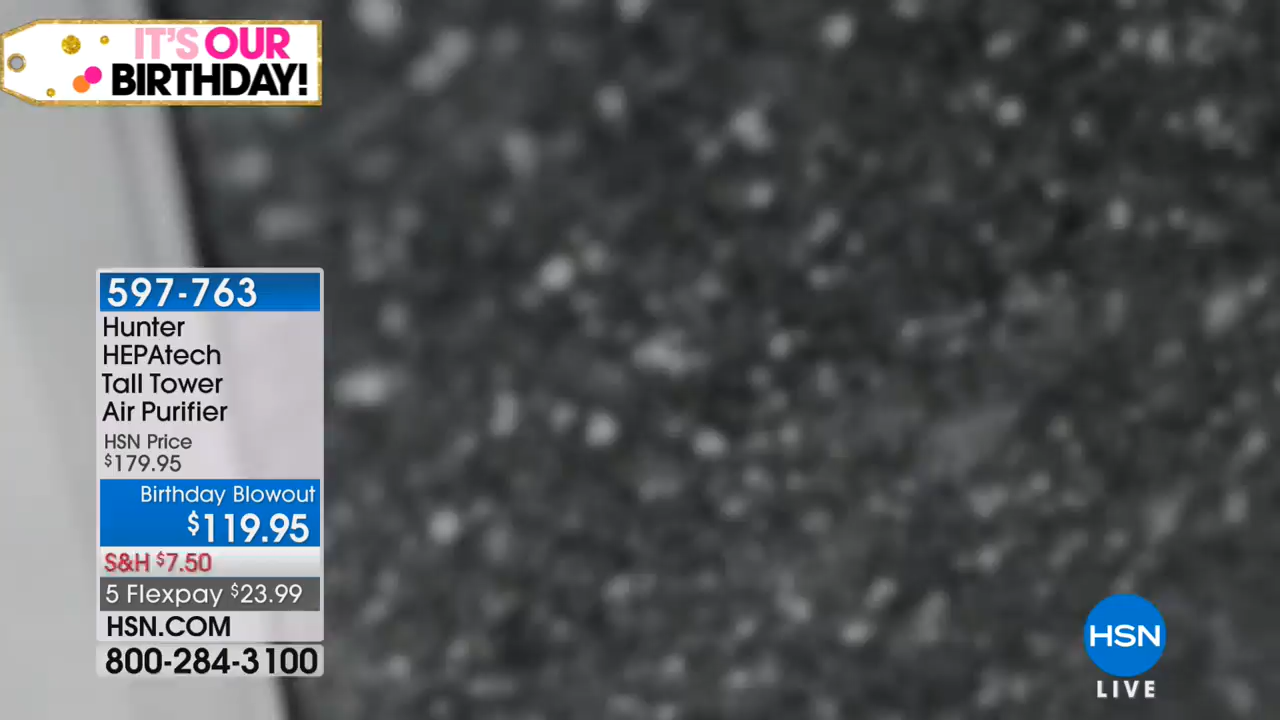 IT'S OUR
BIRTHDAY!
597-763
Hunter
HEPAtech
Tall Tower
Air Purifier
HSN Price
$179.95
Birthday Blowout
$119.95
S&H $7.50
5 Flexpay $23.99
HSN.COM
800-284-3100
HSN
LIVE